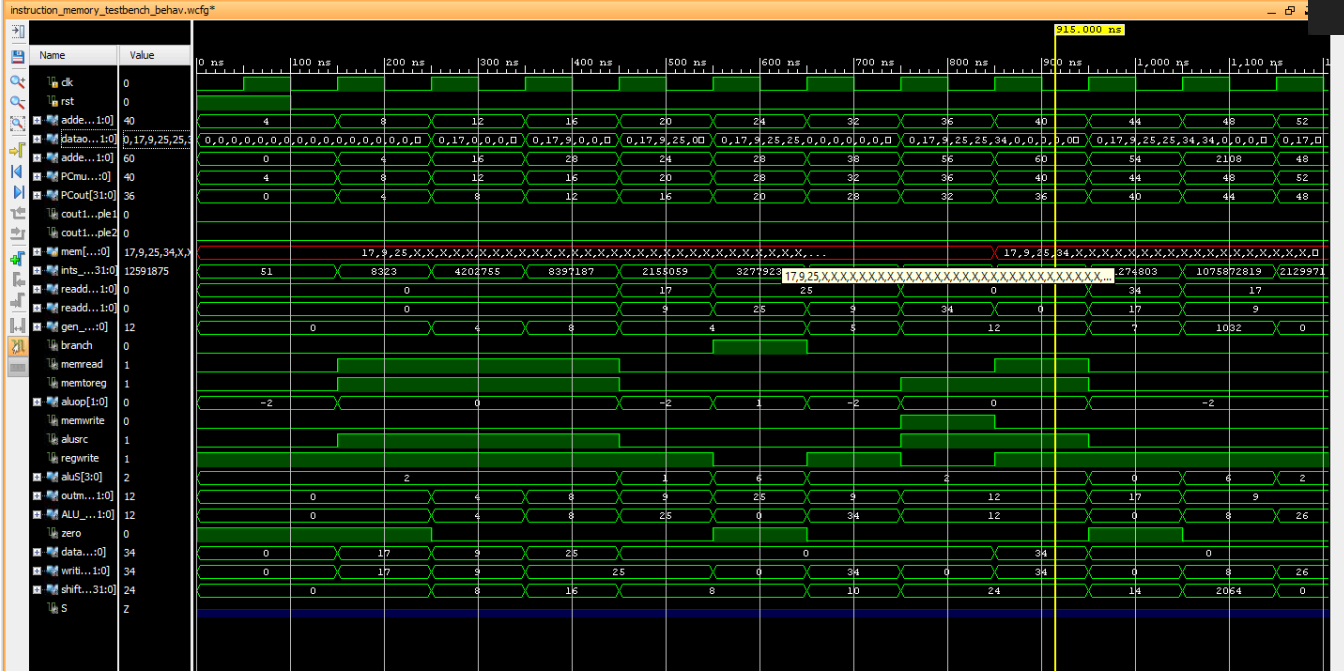 instruction_memory_testbench_behav.wcfg*
915.000 ns
Name Value
0 ns 100 ns 200 ns 300 ns 400 ns 500 ns 600 ns 700 ns 800 ns 900 ns 1,000 ns 1,100 ns
clk 0
rst 0
adde...1:0] 40 4 8 12 16 20 24 28 32 36 40 44 48 52
datao...1:0] 0,17,9,25,25,3 0,0,0,0,0,0,0,0,0,0,0,0,0,0,0,0,□ 0,17,0,0,0,0,□ 0,17,9,0,0,0,□ 0,17,9,25,0□ 0,17,9,25,25,0,0,0,0,0,0,0,0□ 0,17,9,25,25,34,0,0,0,0,0□ 0,17,9,25,25,34,34,0,0,0,□ 0,17,□
adde...1:0] 60 0 4 16 28 24 28 38 56 60 54 2108 48
PCmu...:0] 40 4 8 12 16 20 24 28 32 36 40 44 48 52
PCout[31:0] 36 0 4 8 12 16 20 28 32 36 40 44 48
cout1...ple1 0
cout1...ple2 0
mem[...:0] 17,9,25,34,X,X
ints_...31:0] 12591875 51 8323 4202755 8397187 2155059 3277923 274803 1075872819 2129971
17,9,25,X,X,X,X,X,X,X,X,X,X,X,X,X,X,X,X,X,X,X,X,X,X,X,X,X,X,X,X,X,...
readd...1:0] 0 0 17 25 0 34 17
readd...1:0] 0 0 9 25 9 34 0 17 9
gen_...:0] 12 0 4 8 4 5 12 7 1032 0
branch 0
memread 1
memtoreg 1
aluop[1:0] 0 -2 0 -2 1 -2 0 -2
memwrite 0
alusrc 1
regwrite 1
aluS[3:0] 2 2 1 6 2 0 6 2
outm...1:0] 12 0 4 8 9 25 9 12 17 9
ALU_...1:0] 12 0 4 8 25 0 34 12 0 8 26
zero 0
data...:0] 34 0 17 9 25 0 34 0
writi...1:0] 34 0 17 9 25 0 34 0 34 0 8 26
shift...31:0] 24 0 8 16 8 10 24 14 2064 0
S Z